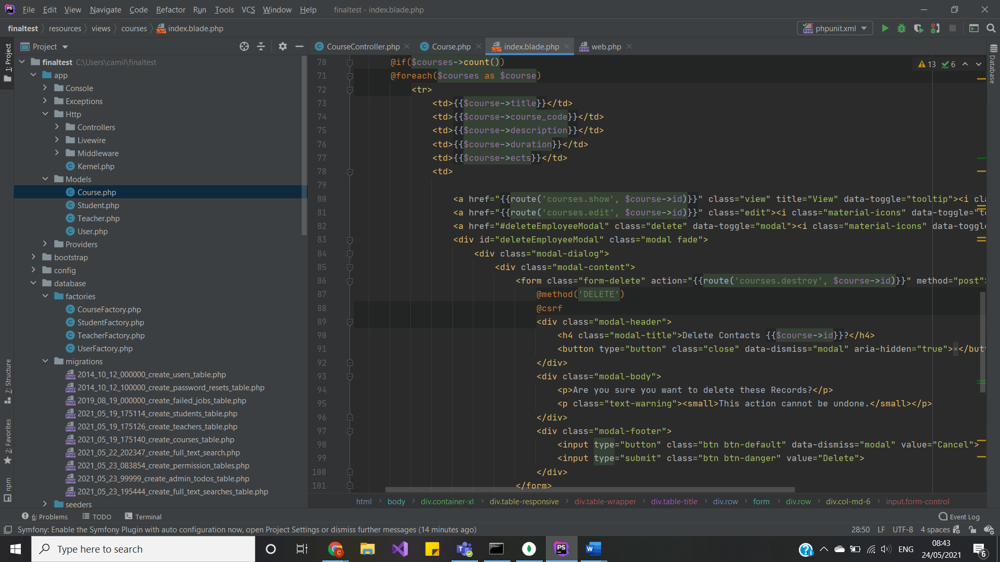 File Edit View Navigate Code Refactor Run Tools VCS Window Help finaltest - index.blade.php
finaltest resources views courses index.blade.php phpunit.xml
Project
CourseController.php Course.php index.blade.php web.php
1: Project
7: Structure
2: Favorites
npm
Database
finaltest C:\Users\camil\finaltest
app
Console
Exceptions
Http
Controllers
Livewire
Middleware
Kernel.php
Models
Course.php
Student.php
Teacher.php
User.php
Providers
bootstrap
config
database
factories
CourseFactory.php
StudentFactory.php
TeacherFactory.php
UserFactory.php
migrations
2014_10_12_000000_create_users_table.php
2014_10_12_100000_create_password_resets_table.php
2019_08_19_000000_create_failed_jobs_table.php
2021_05_19_175114_create_students_table.php
2021_05_19_175126_create_teachers_table.php
2021_05_19_175140_create_courses_table.php
2021_05_22_202347_create_full_text_search.php
2021_05_23_083854_create_permission_tables.php
2021_05_23_99999_create_admin_todos_table.php
2021_05_23_195444_create_full_text_searches_table.php
seeders
13 6
70 @if($courses->count())
71 @foreach($courses as $course)
72 <tr>
73 <td>{{$course->title}}</td>
74 <td>{{$course->course_code}}</td>
75 <td>{{$course->description}}</td>
76 <td>{{$course->duration}}</td>
77 <td>{{$course->ects}}</td>
78 <td>
79
80 <a href="{{route('courses.show', $course->id)}}" class="view" title="View" data-toggle="tooltip"><i cla
81 <a href="{{route('courses.edit', $course->id)}}" class="edit"><i class="material-icons" data-toggle="to
82 <a href="#deleteEmployeeModal" class="delete" data-toggle="modal"><i class="material-icons" data-toggl
83 <div id="deleteEmployeeModal" class="modal fade">
84 <div class="modal-dialog">
85 <div class="modal-content">
86 <form class="form-delete" action="{{route('courses.destroy', $course->id)}}" method="post">
87 @method('DELETE')
88 @csrf
89 <div class="modal-header">
90 <h4 class="modal-title">Delete Contacts {{$course->id}}?</h4>
91 <button type="button" class="close" data-dismiss="modal" aria-hidden="true">×</butt
92 </div>
93 <div class="modal-body">
94 <p>Are you sure you want to delete these Records?</p>
95 <p class="text-warning"><small>This action cannot be undone.</small></p>
96 </div>
97 <div class="modal-footer">
98 <input type="button" class="btn btn-default" data-dismiss="modal" value="Cancel">
99 <input type="submit" class="btn btn-danger" value="Delete">
100 </div>
101 </form>
html body div.container-xl div.table-responsive div.table-wrapper div.table-title div.row form div.row div.col-md-6 input.form-control
6: Problems TODO Terminal Event Log
Symfony: Enable the Symfony Plugin with auto configuration now, open Project Settings or dismiss further messages (14 minutes ago) 28:50 LF UTF-8 4 spaces
Type here to search ENG 08:43
24/05/2021 6